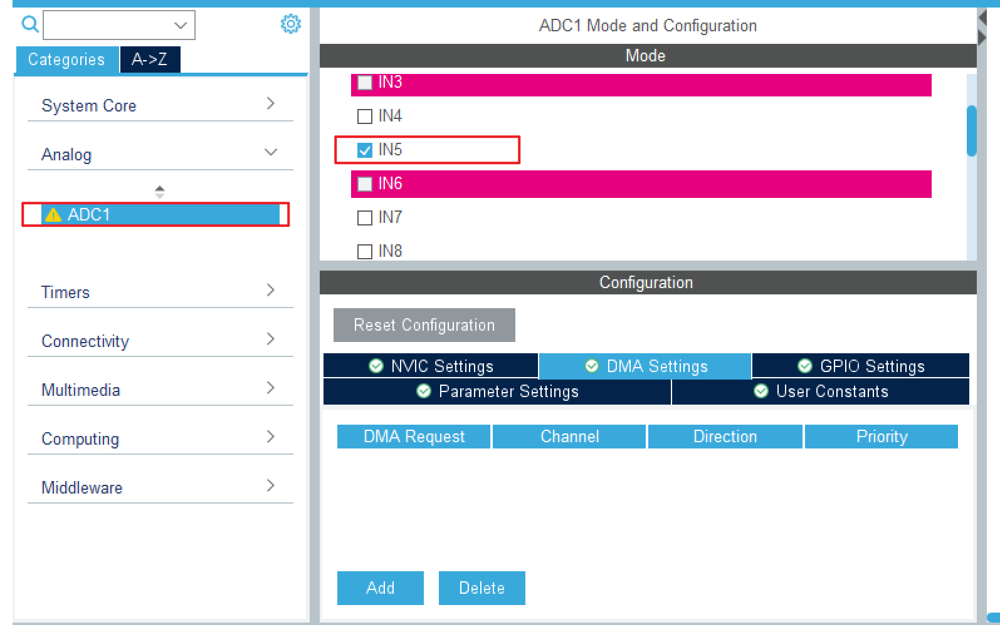 Categories
A->Z
System Core
Analog
ADC1
Timers
Connectivity
Multimedia
Computing
Middleware
ADC1 Mode and Configuration
Mode
IN3
IN4
IN5
IN6
IN7
IN8
Configuration
Reset Configuration
NVIC Settings DMA Settings GPIO Settings
Parameter Settings User Constants
DMA Request Channel Direction Priority
Add Delete